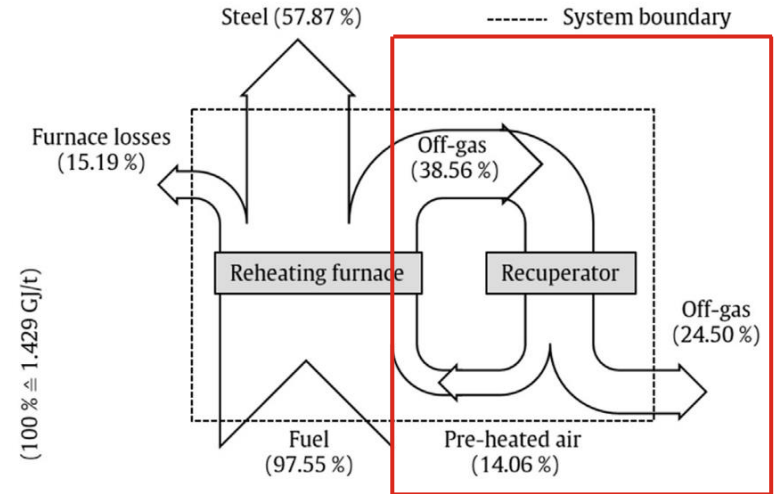 Steel (57.87 %)
System boundary
Furnace losses
(15.19 %)
Off-gas
(38.56 %)
Reheating furnace
Recuperator
Off-gas
(24.50 %)
(100 % ≙ 1.429 GJ/t)
Fuel
(97.55 %)
Pre-heated air
(14.06 %)